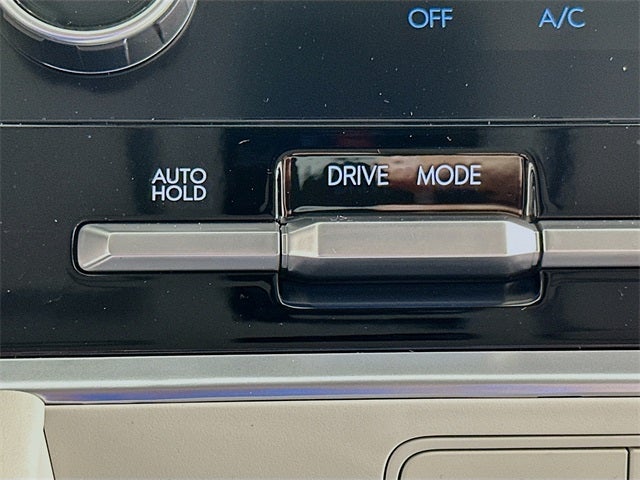 OFF A/C
AUTO
HOLD
DRIVE MODE